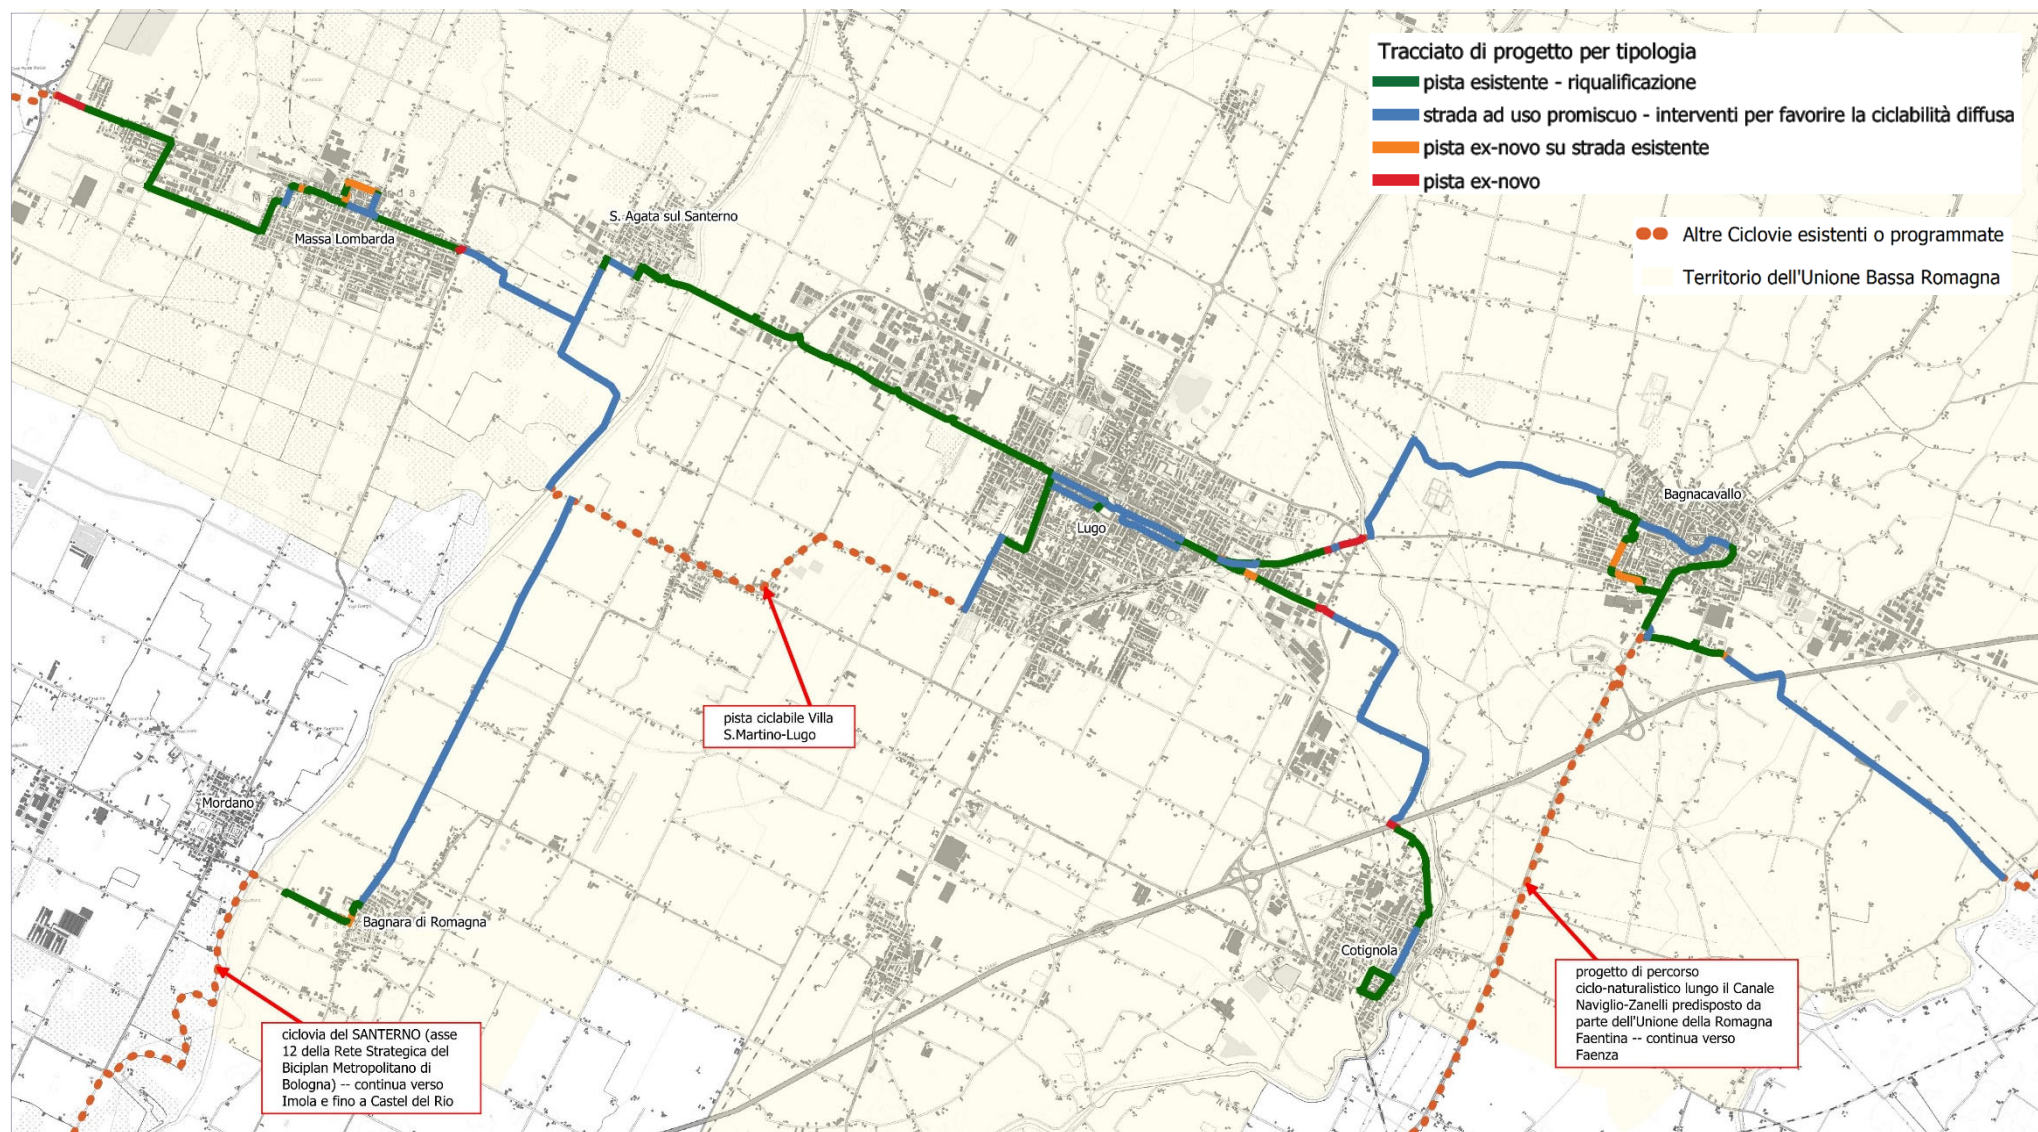 Tracciato di progetto per tipologia
pista esistente - riqualificazione
strada ad uso promiscuo - interventi per favorire la ciclabilità diffusa
pista ex-novo su strada esistente
pista ex-novo
Altre Ciclovie esistenti o programmate
Territorio dell'Unione Bassa Romagna
S. Agata sul Santerno
Massa Lombarda
Bagnacavallo
Lugo
pista ciclabile Villa
S.Martino-Lugo
Mordano
Bagnara di Romagna
Cotignola
progetto di percorso
ciclo-naturalistico lungo il Canale
Naviglio-Zanelli predisposto da
parte dell'Unione della Romagna
Faentina -- continua verso
Faenza
ciclovia del SANTERNO (asse
12 della Rete Strategica del
Biciplan Metropolitano di
Bologna) -- continua verso
Imola e fino a Castel del Rio